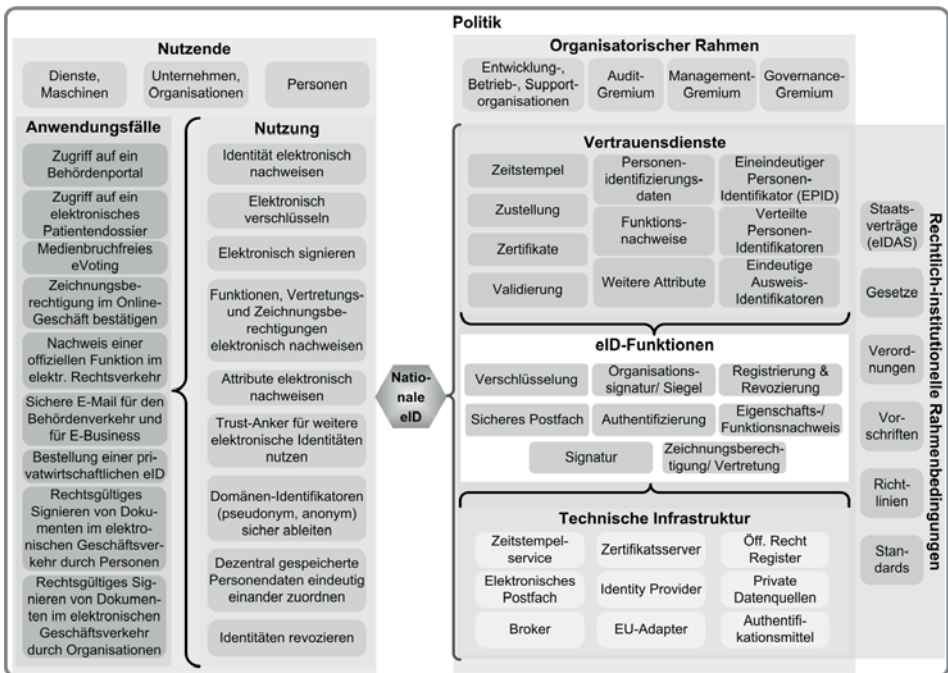 Politik
Nutzende
Dienste,
Maschinen
Unternehmen,
Organisationen
Personen
Anwendungsfälle
Zugriff auf ein
Behördenportal
Zugriff auf ein
elektronisches
Patientendossier
Medienbruchfreies
eVoting
Zeichnungsbe-
rechtigung im Online-
Geschäft bestätigen
Nachweis einer
offiziellen Funktion im
elektr. Rechtsverkehr
Sichere E-Mail für den
Behördenverkehr und
für E-Business
Bestellung einer pri-
vatwirtschaftlichen eID
Rechtsgültiges
Signieren von Doku-
menten im elektro-
nischen Geschäftsver-
kehr durch Personen
Rechtsgültiges Sig-
nieren von Dokumen-
ten im elektronischen
Geschäftsverkehr
durch Organisationen
Nutzung
Identität elektronisch
nachweisen
Elektronisch
verschlüsseln
Elektronisch signieren
Funktionen, Vertretungs-
und Zeichnungsbe-
rechtigungen
elektronisch nachweisen
Attribute elektronisch
nachweisen
Trust-Anker für weitere
elektronische Identitäten
nutzen
Domänen-Identifikatoren
(pseudonym, anonym)
sicher ableiten
Dezentral gespeicherte
Personendaten eindeutig
einander zuordnen
Identitäten revozieren
Natio-
nale
eID
Organisatorischer Rahmen
Entwicklung-,
Betrieb-, Support-
organisationen
Audit-
Gremium
Management-
Gremium
Governance-
Gremium
Vertrauensdienste
Zeitstempel
Zustellung
Zertifikate
Validierung
Personen-
identifizierungs-
daten
Funktions-
nachweise
Weitere Attribute
Eineindeutiger
Personen-
Identifikator (EPID)
Verteilte
Personen-
Identifikatoren
Eindeutige
Ausweis-
Identifikatoren
eID-Funktionen
Verschlüsselung
Organisations-
signatur/ Siegel
Registrierung &
Revozierung
Sicheres Postfach
Authentifizierung
Eigenschafts-/
Funktionsnachweis
Signatur
Zeichnungsberech-
tigung/ Vertretung
Technische Infrastruktur
Zeitstempel-
service
Zertifikatsserver
Öff. Recht
Register
Elektronisches
Postfach
Identity Provider
Private
Datenquellen
Broker
EU-Adapter
Authentifi-
kationsmittel
Staats-
verträge
(eIDAS)
Gesetze
Verord-
nungen
Vor-
schriften
Richt-
linien
Stan-
dards
Rechtlich-institutionelle Rahmenbedingungen